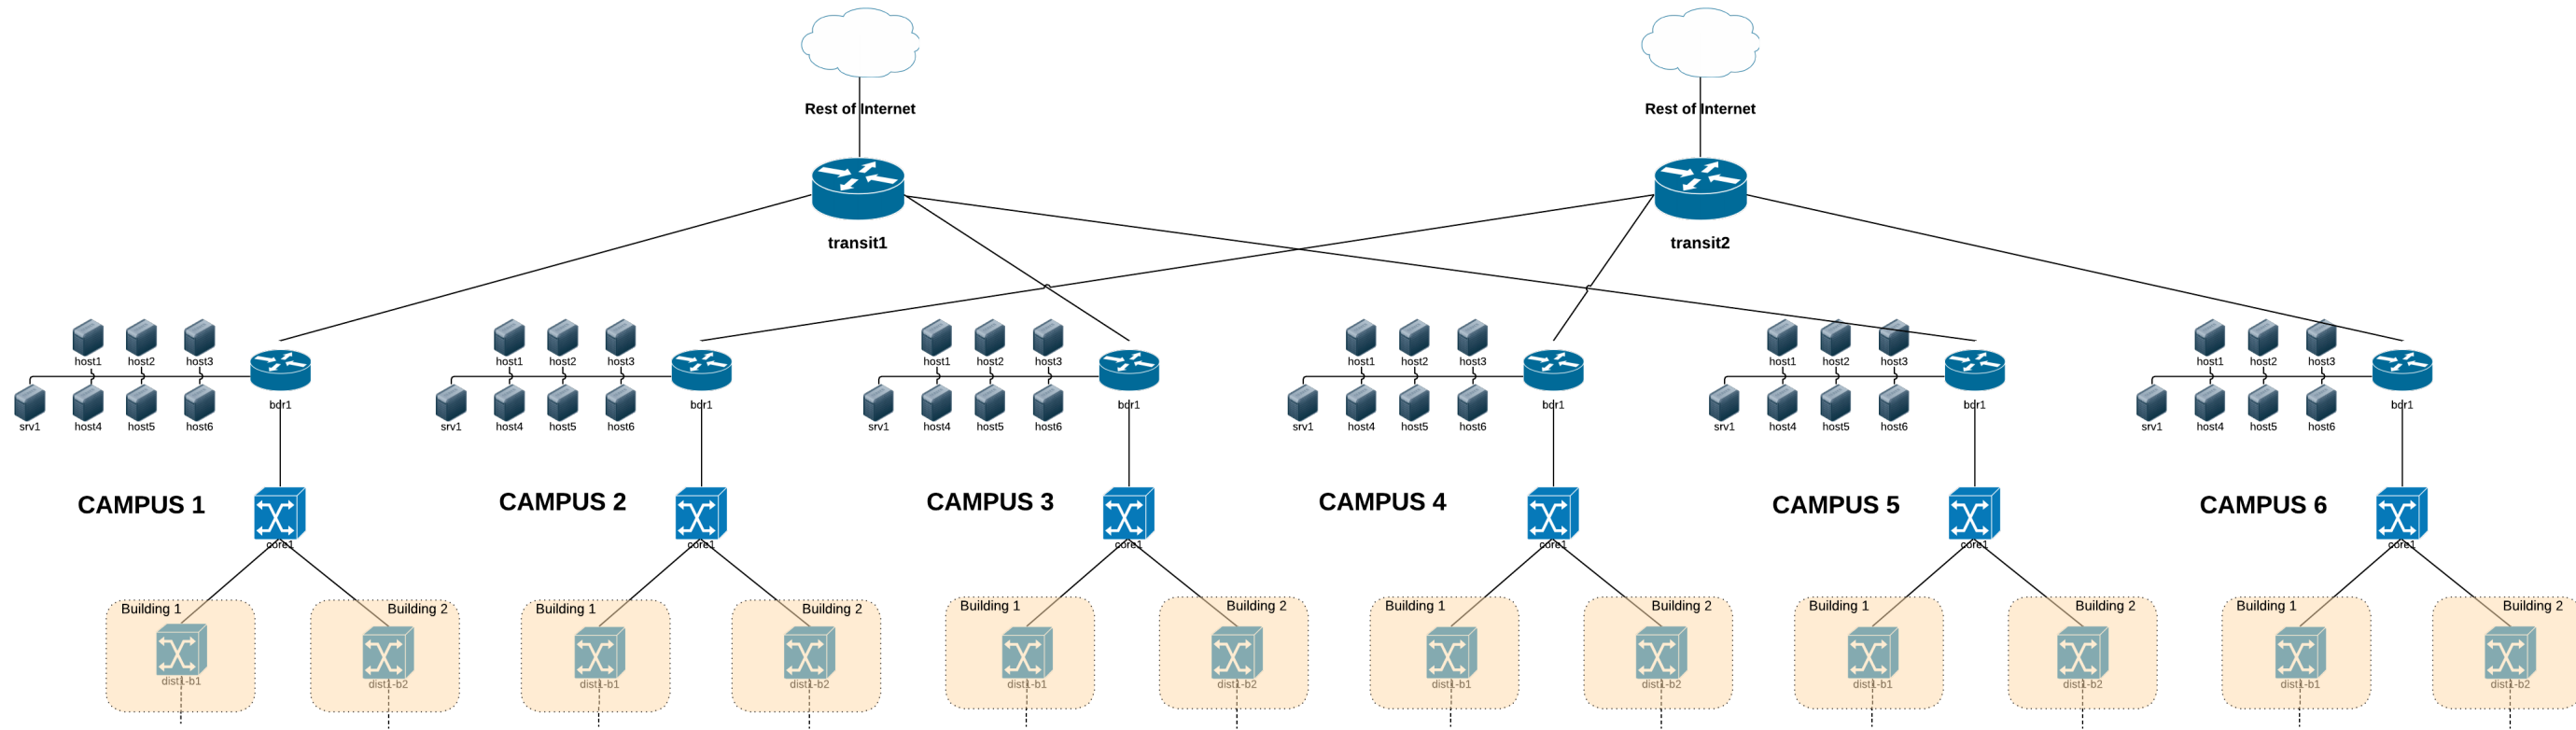 Rest of Internet Rest of Internet
transit1 transit2
host1 host2 host3 host1 host2 host3 host1 host2 host3 host1 host2 host3 host1 host2 host3 host1 host2 host3
bdr1 bdr1 bdr1 bdr1 bdr1 bdr1
srv1 host4 host5 host6 srv1 host4 host5 host6 srv1 host4 host5 host6 srv1 host4 host5 host6 srv1 host4 host5 host6 srv1 host4 host5 host6
CAMPUS 1 CAMPUS 2 CAMPUS 3 CAMPUS 4 CAMPUS 5 CAMPUS 6
core1 core1 core1 core1 core1 core1
Building 1 Building 2 Building 1 Building 2 Building 1 Building 2 Building 1 Building 2 Building 1 Building 2 Building 1 Building 2
dist1-b1 dist1-b2 dist1-b1 dist1-b2 dist1-b1 dist1-b2 dist1-b1 dist1-b2 dist1-b1 dist1-b2 dist1-b1 dist1-b2